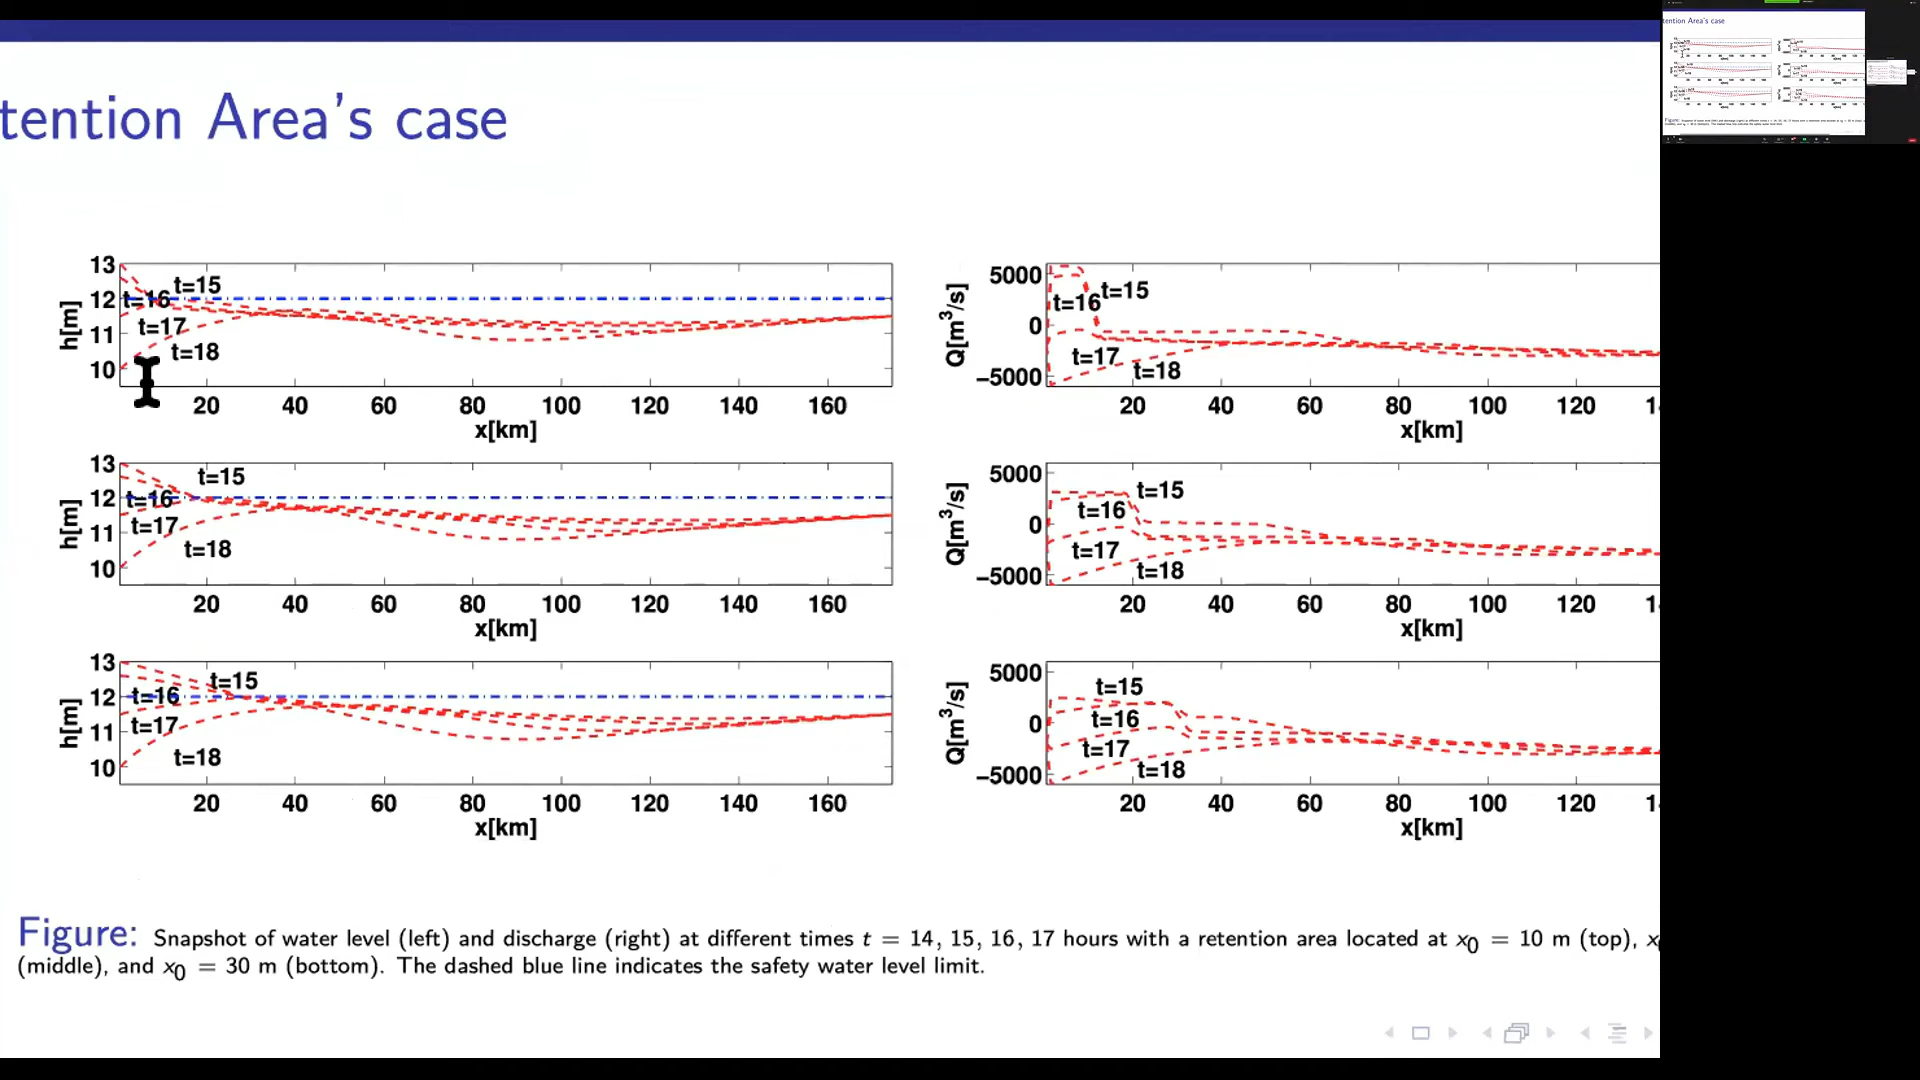 tention Area's case
13
12
11
10
h[m]
t=15
t=16
t=17
t=18
20 40 60 80 100 120 140 160
x[km]
5000
0
−5000
Q[m³/s]
t=15
t=16
t=17
t=18
20 40 60 80 100 120 1
x[km]
13
12
11
10
h[m]
t=15
t=16
t=17
t=18
20 40 60 80 100 120 140 160
x[km]
5000
0
−5000
Q[m³/s]
t=15
t=16
t=17
t=18
20 40 60 80 100 120 1
x[km]
13
12
11
10
h[m]
t=15
t=16
t=17
t=18
20 40 60 80 100 120 140 160
x[km]
5000
0
−5000
Q[m³/s]
t=15
t=16
t=17
t=18
20 40 60 80 100 120 1
x[km]
Figure: Snapshot of water level (left) and discharge (right) at different times t = 14, 15, 16, 17 hours with a retention area located at x₀ = 10 m (top), x
(middle), and x₀ = 30 m (bottom). The dashed blue line indicates the safety water level limit.
tention Area's case